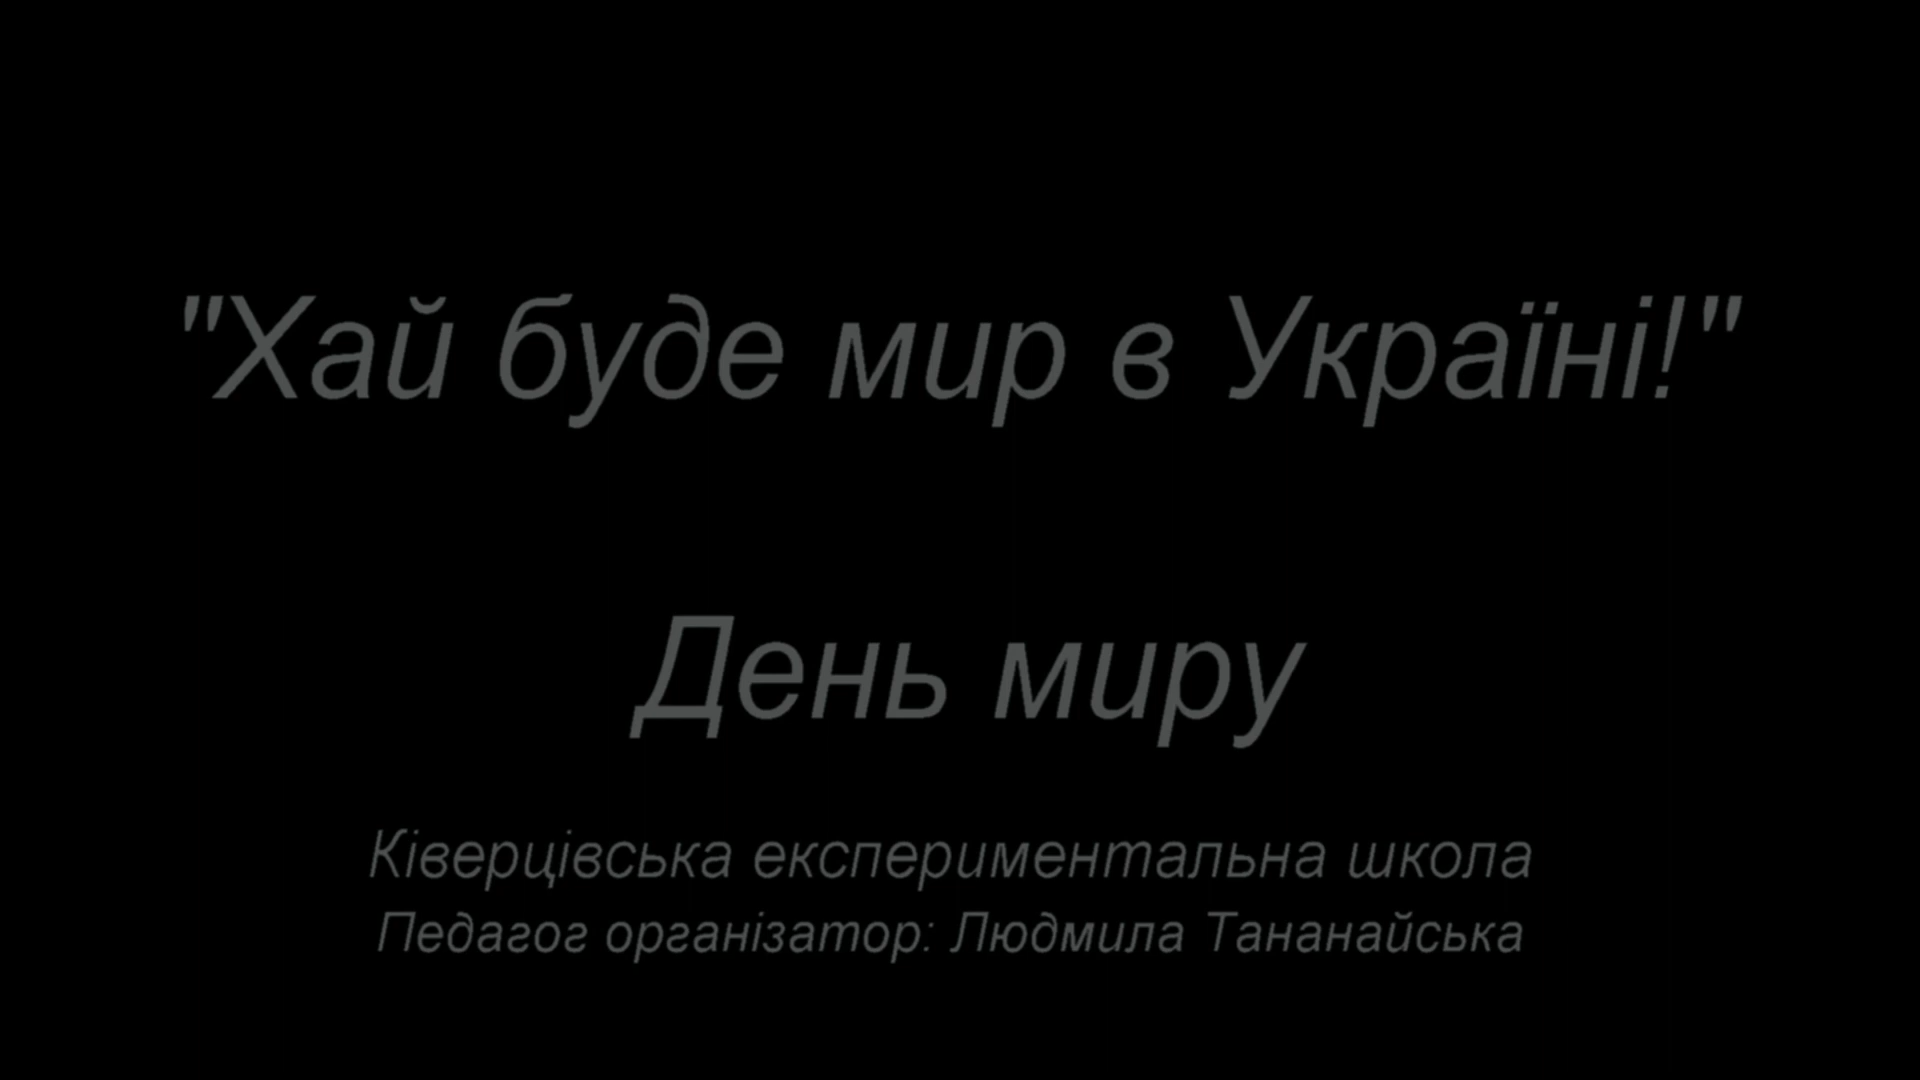 "Хай буде мир в Україні!"
День миру
Ківерцівська експериментальна школа
Педагог організатор: Людмила Тананайська